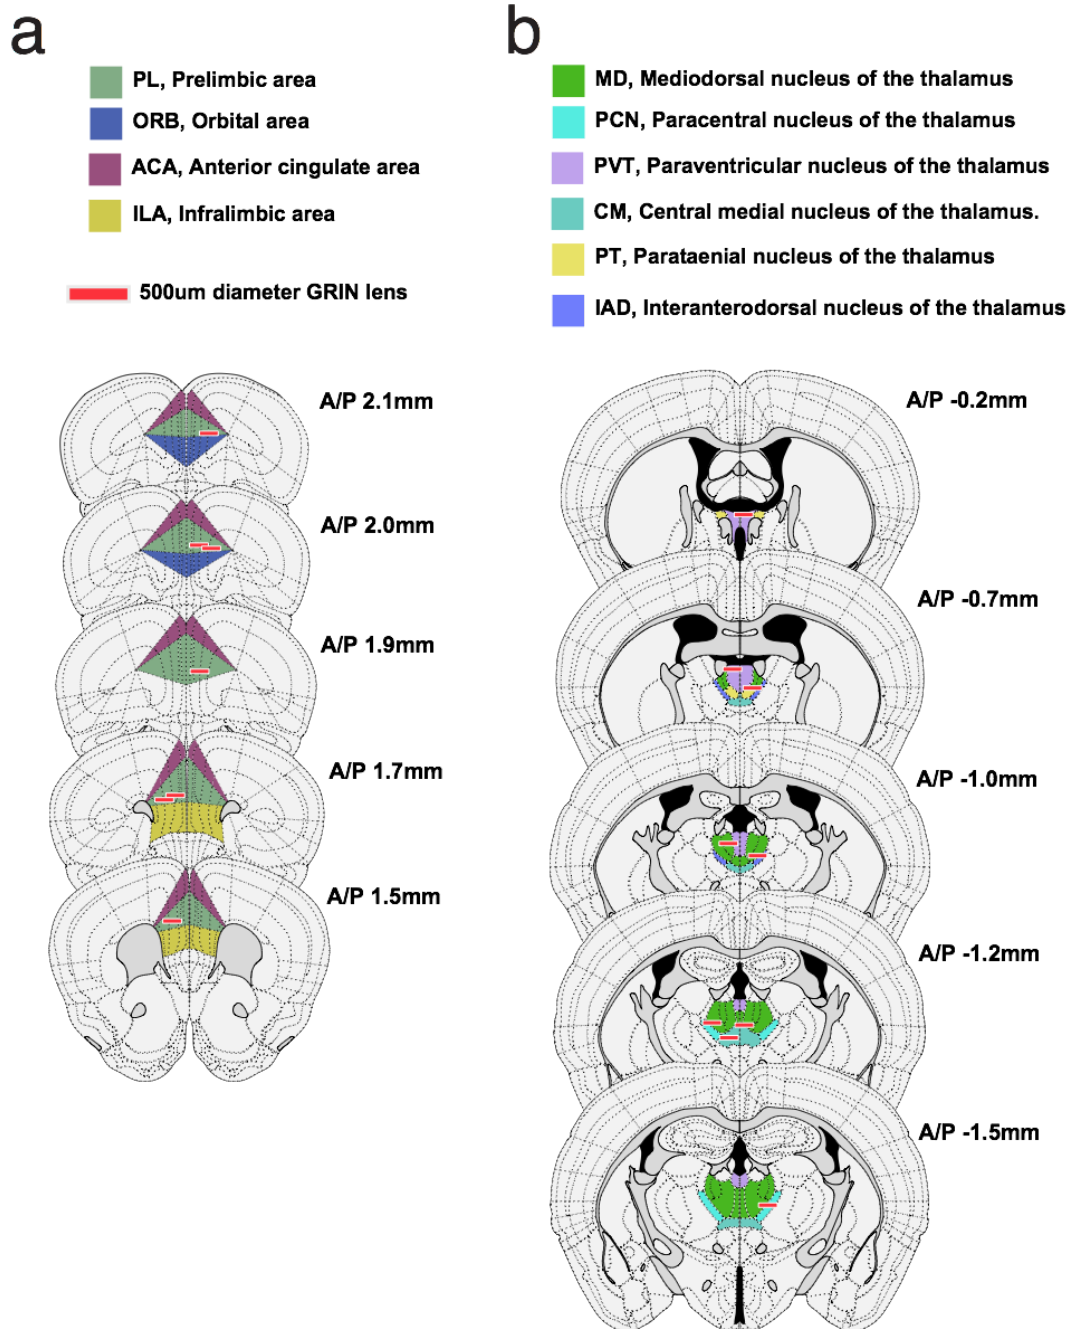 a
PL, Prelimbic area
ORB, Orbital area
ACA, Anterior cingulate area
ILA, Infralimbic area
500um diameter GRIN lens
A/P 2.1mm
A/P 2.0mm
A/P 1.9mm
A/P 1.7mm
A/P 1.5mm
b
MD, Mediodorsal nucleus of the thalamus
PCN, Paracentral nucleus of the thalamus
PVT, Paraventricular nucleus of the thalamus
CM, Central medial nucleus of the thalamus.
PT, Parataenial nucleus of the thalamus
IAD, Interanterodorsal nucleus of the thalamus
A/P -0.2mm
A/P -0.7mm
A/P -1.0mm
A/P -1.2mm
A/P -1.5mm